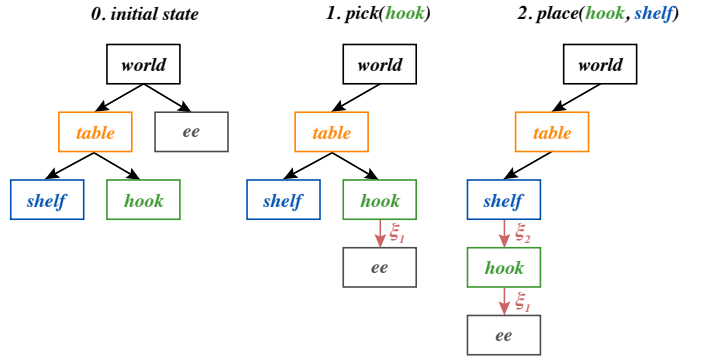 0. initial state
1. pick(hook)
2. place(hook, shelf)
world
world
world
table
ee
table
table
shelf
hook
shelf
hook
shelf
ξ1
ξ2
ee
hook
ξ1
ee